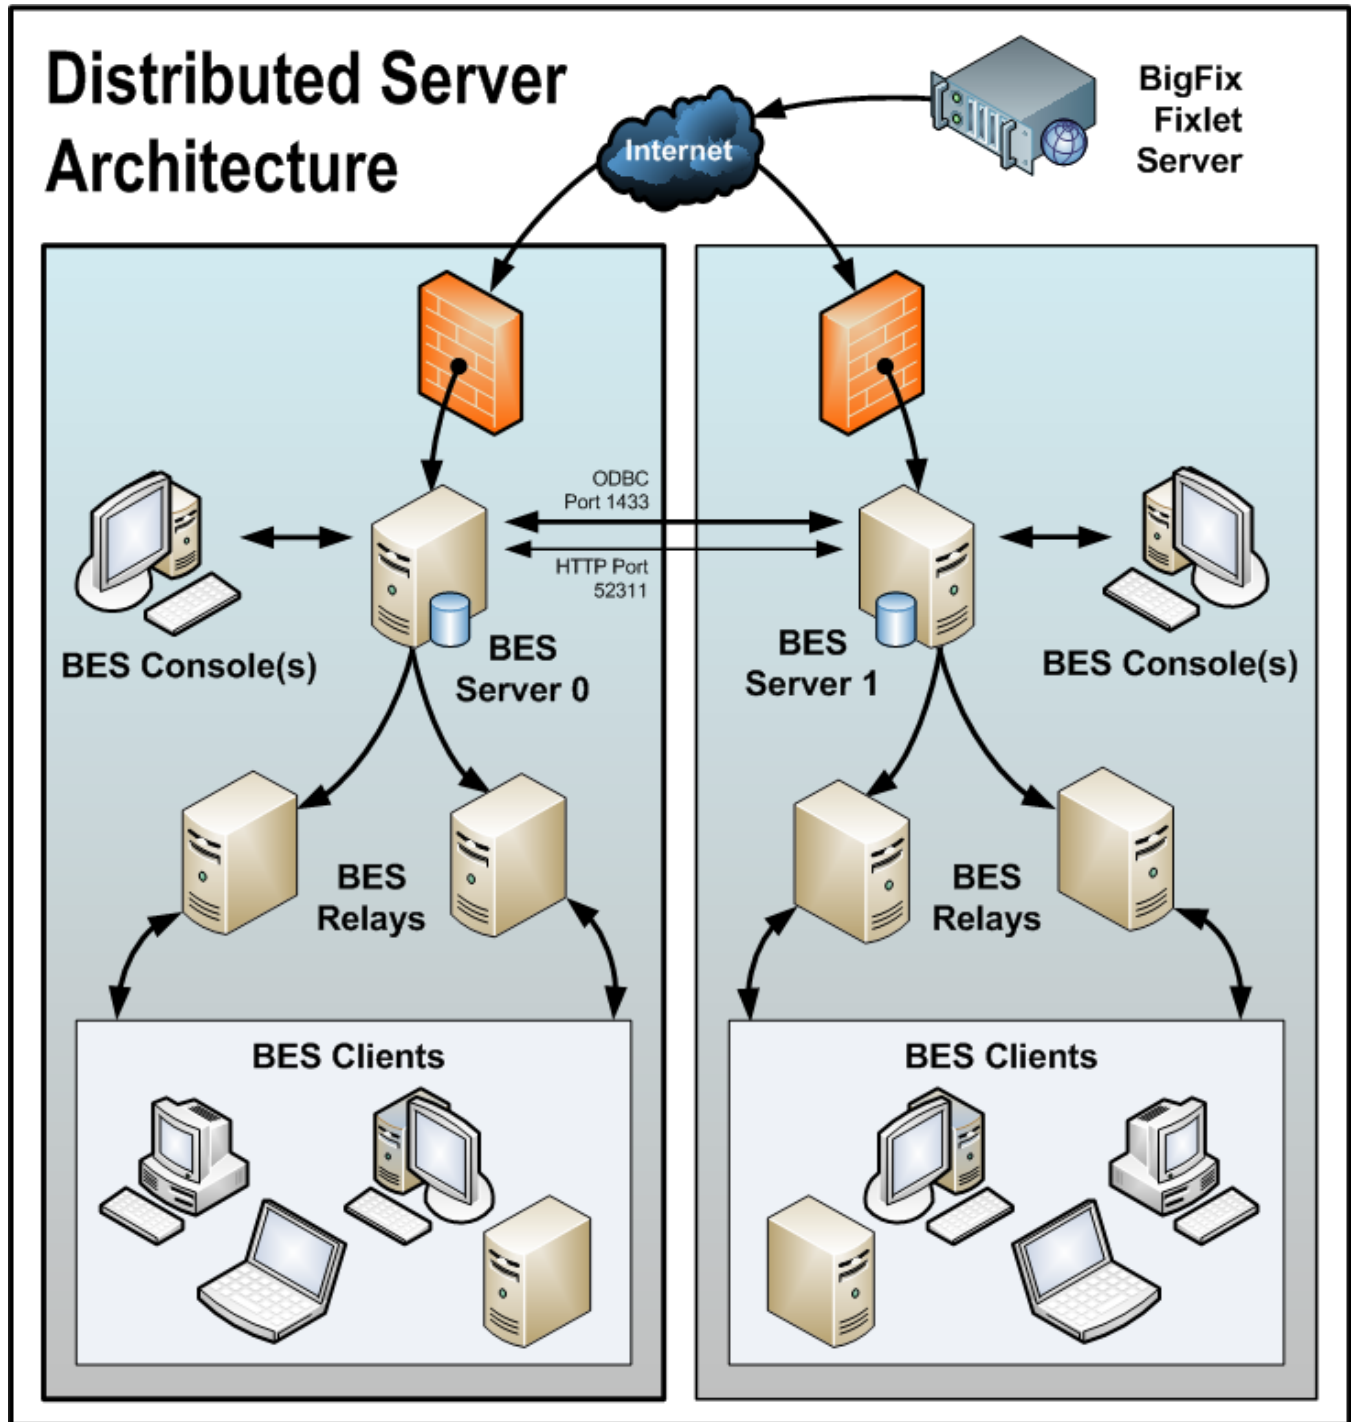 Distributed Server
Architecture
BigFix
Fixlet
Server
Internet
ODBC
Port 1433
HTTP Port
52311
BES Console(s)
BES
Server 0
BES
Server 1
BES Console(s)
BES
Relays
BES
Relays
BES Clients
BES Clients